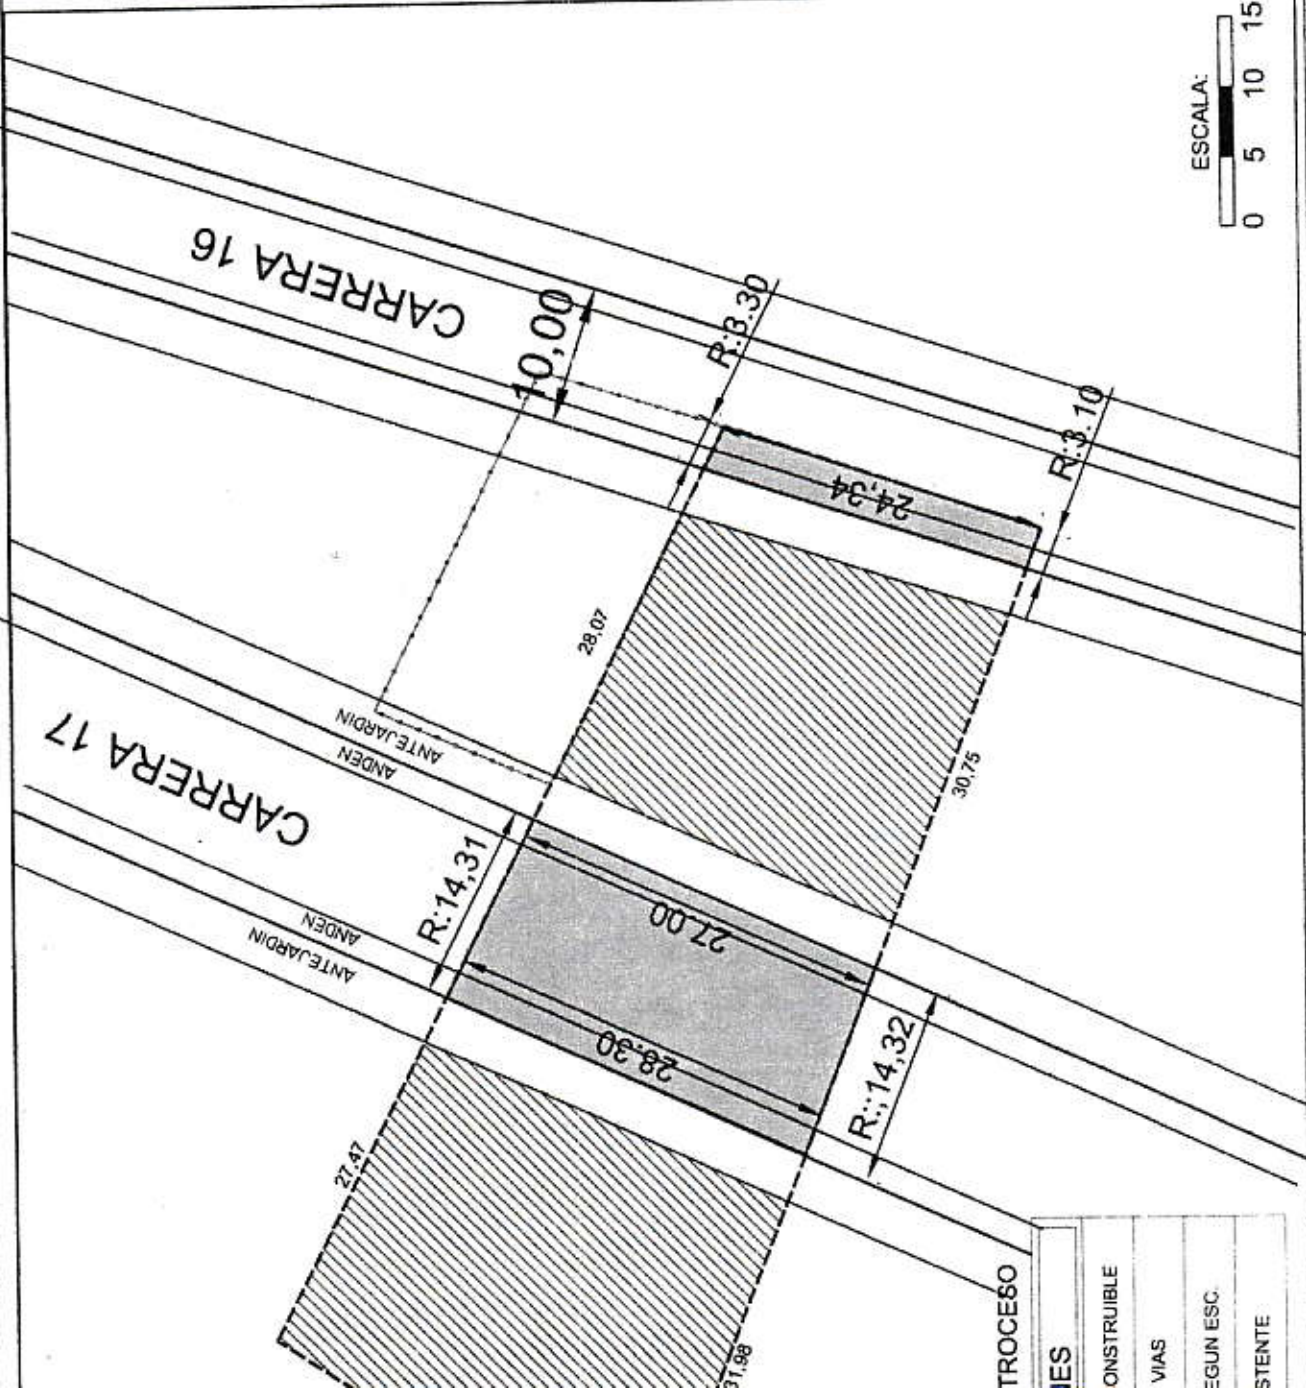 CARRERA 16
10,00
R:3.30
R:3.10
24,34
28,07
30,75
CARRERA 17
ANTEJARDIN
ANDEN
R:14,31
ANDEN
ANTEJARDIN
27.00
28.30
R:;14,32
27,47
31,98
ESCALA:
0 5 10 15
TROCESO
NES
ONSTRUIBLE
VIAS
EGUN ESC.
STENTE